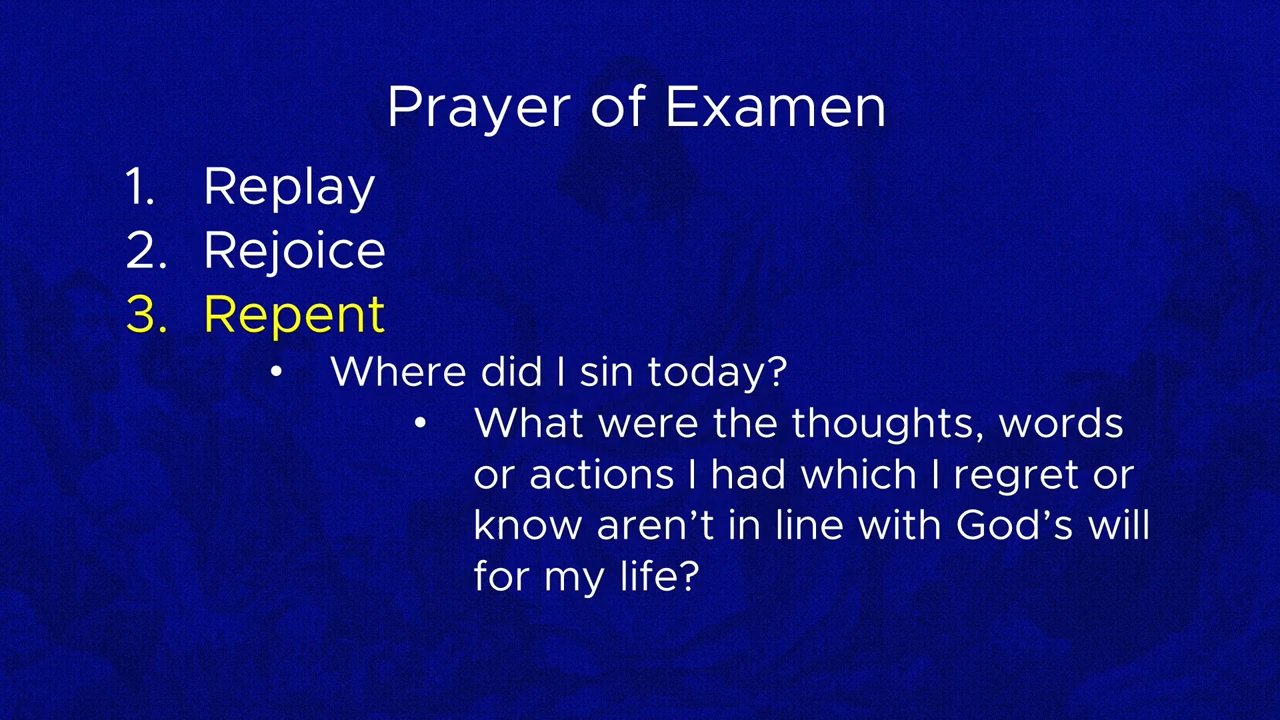 Prayer of Examen
1. Replay
2. Rejoice
3. Repent
• Where did I sin today?
• What were the thoughts, words
or actions I had which I regret or
know aren’t in line with God’s will
for my life?